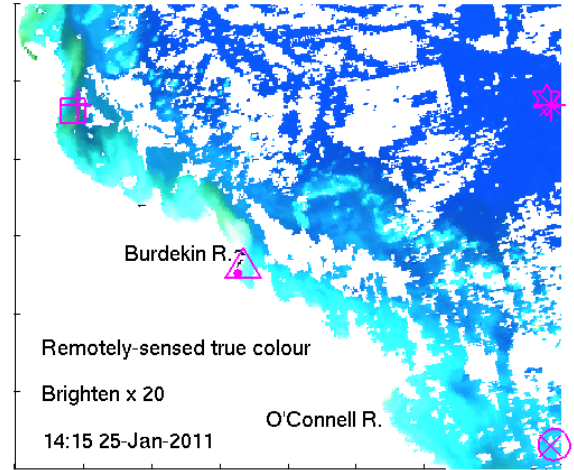 Burdekin R.
Remotely-sensed true colour
Brighten x 20
O'Connell R.
14:15 25-Jan-2011